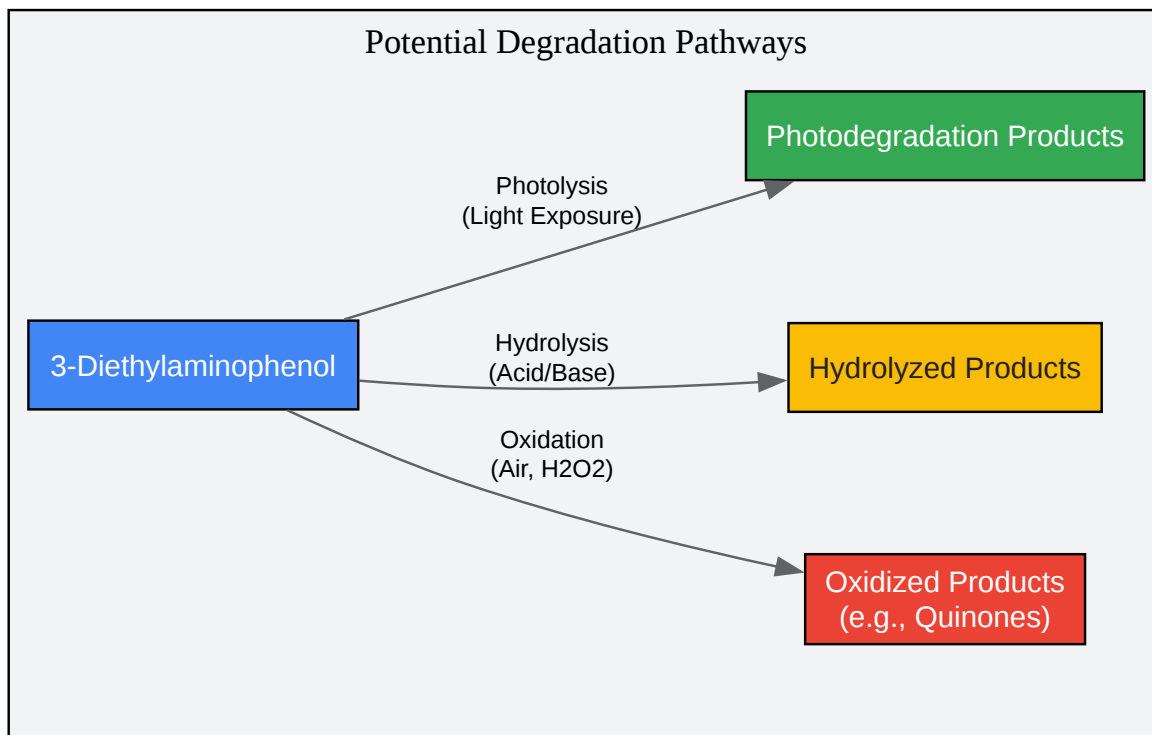 Potential Degradation Pathways
Photodegradation Products
Photolysis
(Light Exposure)
3-Diethylaminophenol
Hydrolysis
(Acid/Base)
Hydrolyzed Products
Oxidation
(Air, H2O2)
Oxidized Products
(e.g., Quinones)